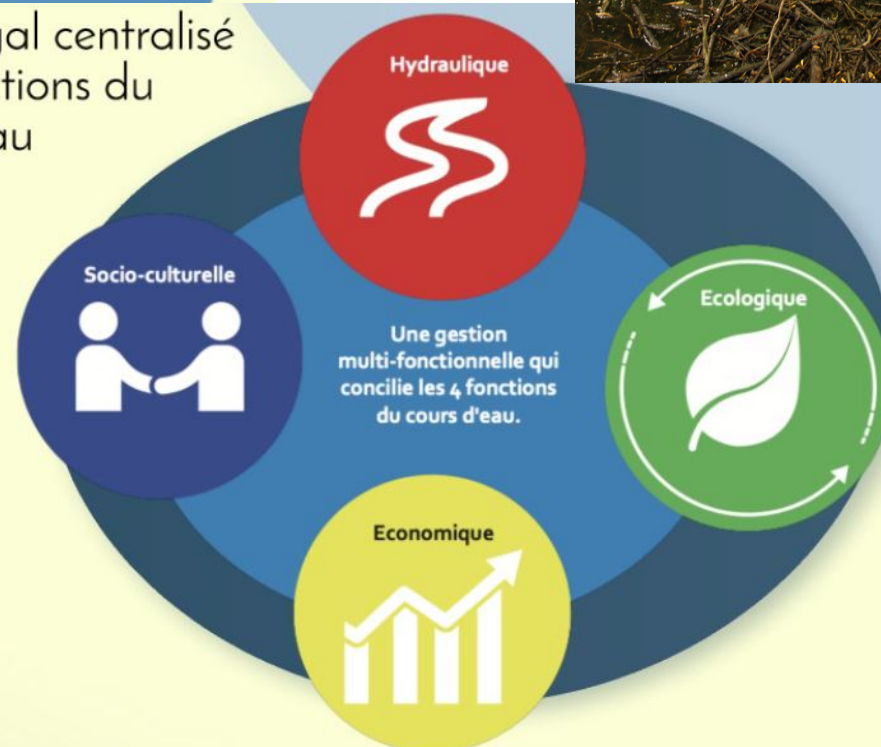 gal centralisé
tions du
au
Hydraulique
Socio-culturelle
Ecologique
Une gestion
multi-fonctionnelle qui
concilie les 4 fonctions
du cours d'eau.
Economique